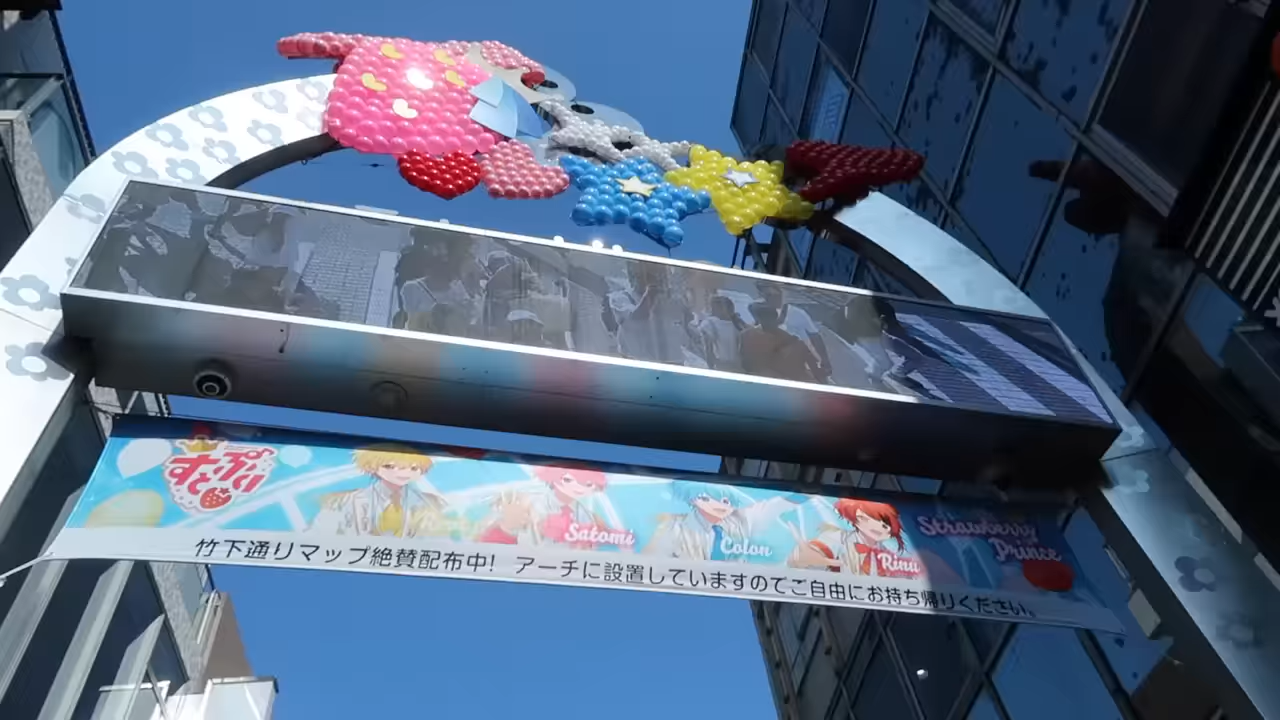 すとぷり
Satomi
Colon
Rinu
Strawberry
Prince
竹下通りマップ絶賛配布中! アーチに設置していますのでご自由にお持ち帰りください。